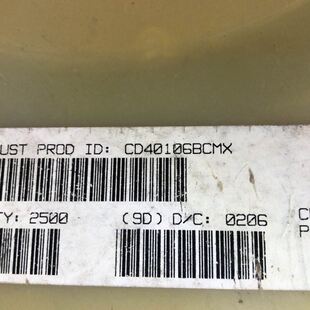 UST PROD ID: CD40106BCMX
TY: 2500 (9D) D/C: 0206
C
P